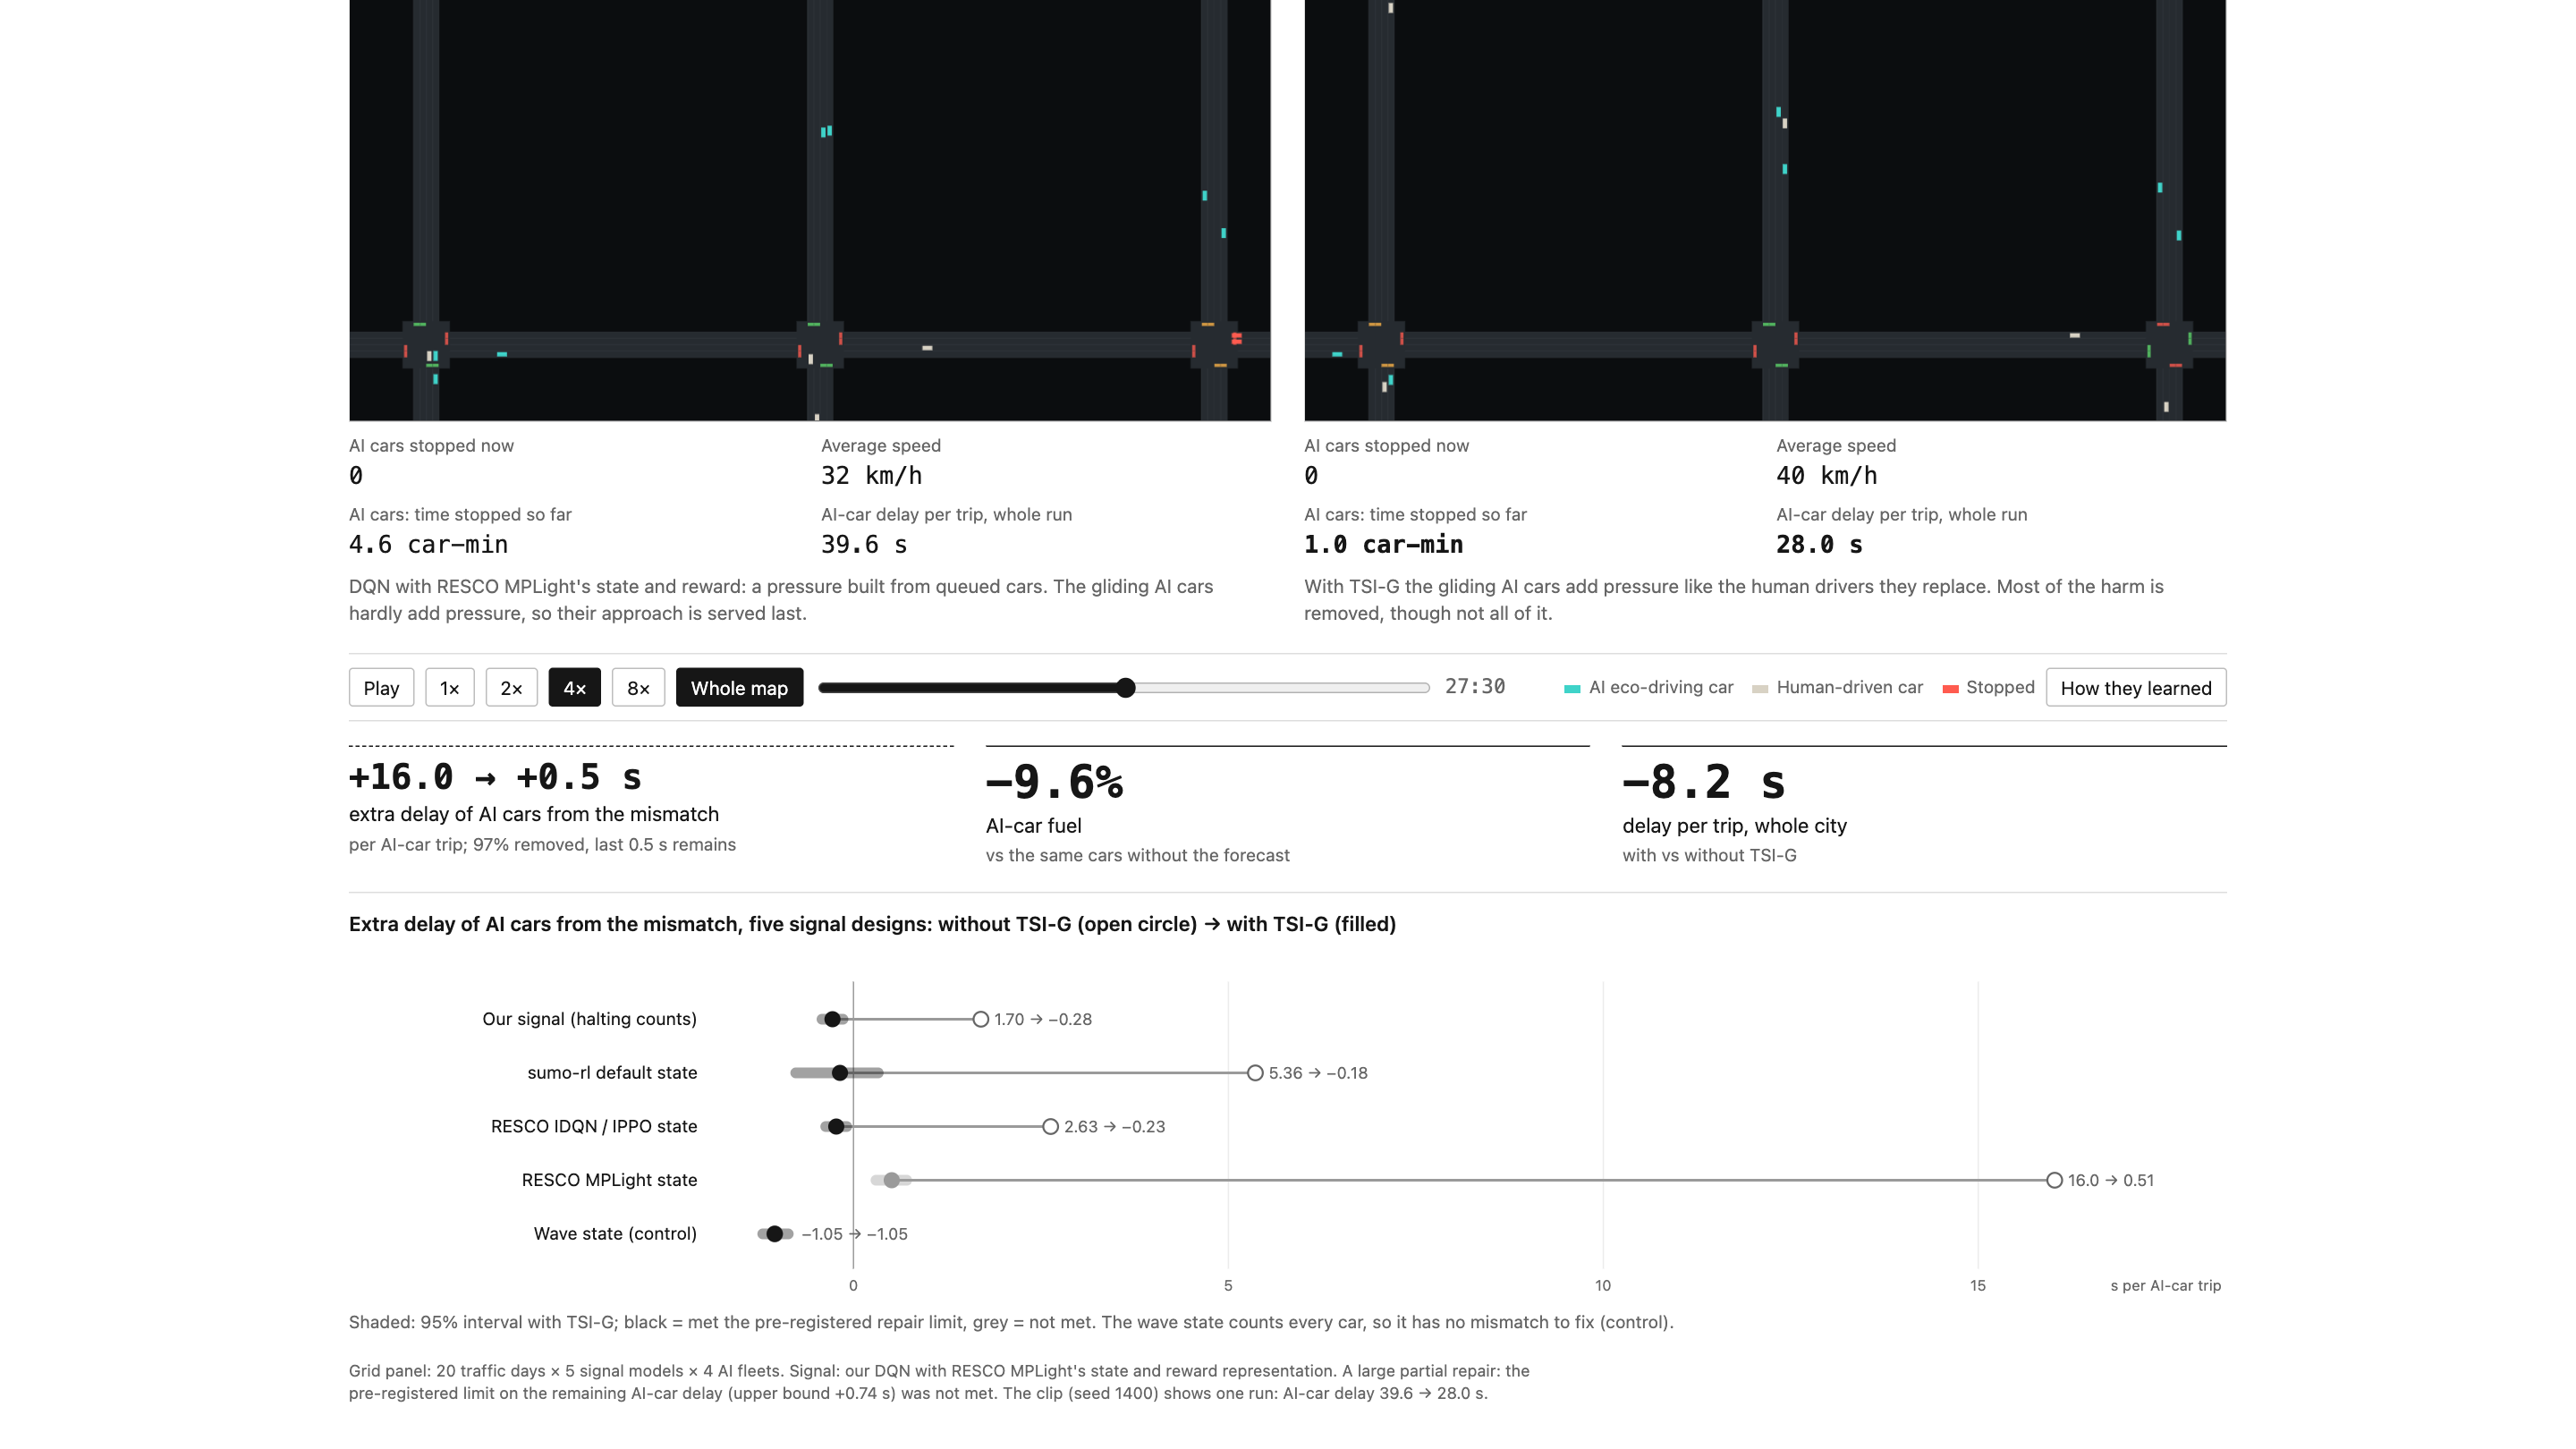 AI cars stopped now
0
Average speed
32 km/h
AI cars: time stopped so far
4.6 car-min
AI-car delay per trip, whole run
39.6 s
DQN with RESCO MPLight's state and reward: a pressure built from queued cars. The gliding AI cars
hardly add pressure, so their approach is served last.
AI cars stopped now
0
Average speed
40 km/h
AI cars: time stopped so far
1.0 car-min
AI-car delay per trip, whole run
28.0 s
With TSI-G the gliding AI cars add pressure like the human drivers they replace. Most of the harm is
removed, though not all of it.
Play 1× 2× 4× 8× Whole map 27:30 AI eco-driving car Human-driven car Stopped How they learned
+16.0 → +0.5 s
extra delay of AI cars from the mismatch
per AI-car trip; 97% removed, last 0.5 s remains
−9.6%
AI-car fuel
vs the same cars without the forecast
−8.2 s
delay per trip, whole city
with vs without TSI-G
Extra delay of AI cars from the mismatch, five signal designs: without TSI-G (open circle) → with TSI-G (filled)
Our signal (halting counts) 1.70 → −0.28
sumo-rl default state 5.36 → −0.18
RESCO IDQN / IPPO state 2.63 → −0.23
RESCO MPLight state 16.0 → 0.51
Wave state (control) −1.05 → −1.05
0 5 10 15 s per AI-car trip
Shaded: 95% interval with TSI-G; black = met the pre-registered repair limit, grey = not met. The wave state counts every car, so it has no mismatch to fix (control).
Grid panel: 20 traffic days × 5 signal models × 4 AI fleets. Signal: our DQN with RESCO MPLight's state and reward representation. A large partial repair: the
pre-registered limit on the remaining AI-car delay (upper bound +0.74 s) was not met. The clip (seed 1400) shows one run: AI-car delay 39.6 → 28.0 s.